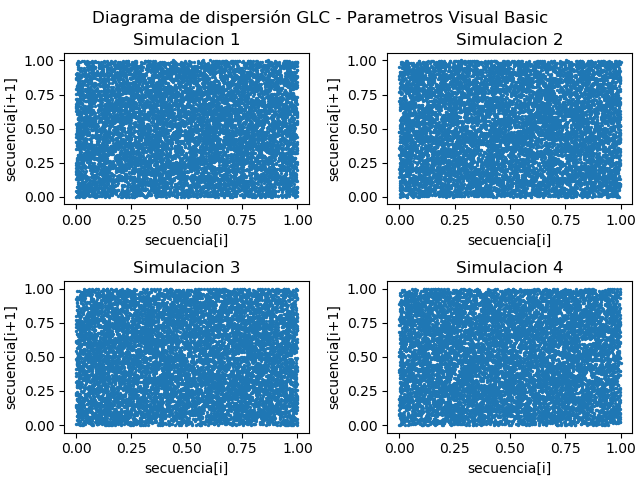 Diagrama de dispersión GLC - Parametros Visual Basic
Simulacion 1
1.00
0.75
0.50
0.25
0.00
secuencia[i+1]
0.00 0.25 0.50 0.75 1.00
secuencia[i]
Simulacion 2
1.00
0.75
0.50
0.25
0.00
secuencia[i+1]
0.00 0.25 0.50 0.75 1.00
secuencia[i]
Simulacion 3
1.00
0.75
0.50
0.25
0.00
secuencia[i+1]
0.00 0.25 0.50 0.75 1.00
secuencia[i]
Simulacion 4
1.00
0.75
0.50
0.25
0.00
secuencia[i+1]
0.00 0.25 0.50 0.75 1.00
secuencia[i]